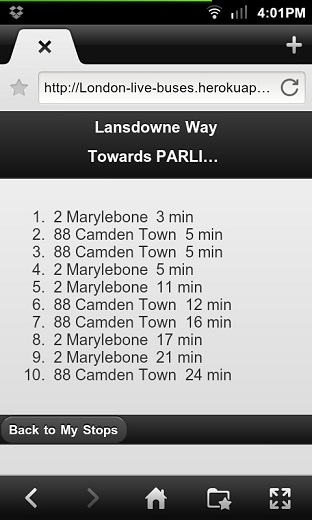 4:01PM
http://London-live-buses.herokuap...
Lansdowne Way
Towards PARLI...
1. 2 Marylebone 3 min
2. 88 Camden Town 5 min
3. 88 Camden Town 5 min
4. 2 Marylebone 5 min
5. 2 Marylebone 11 min
6. 88 Camden Town 12 min
7. 88 Camden Town 16 min
8. 2 Marylebone 17 min
9. 2 Marylebone 21 min
10. 88 Camden Town 24 min
Back to My Stops